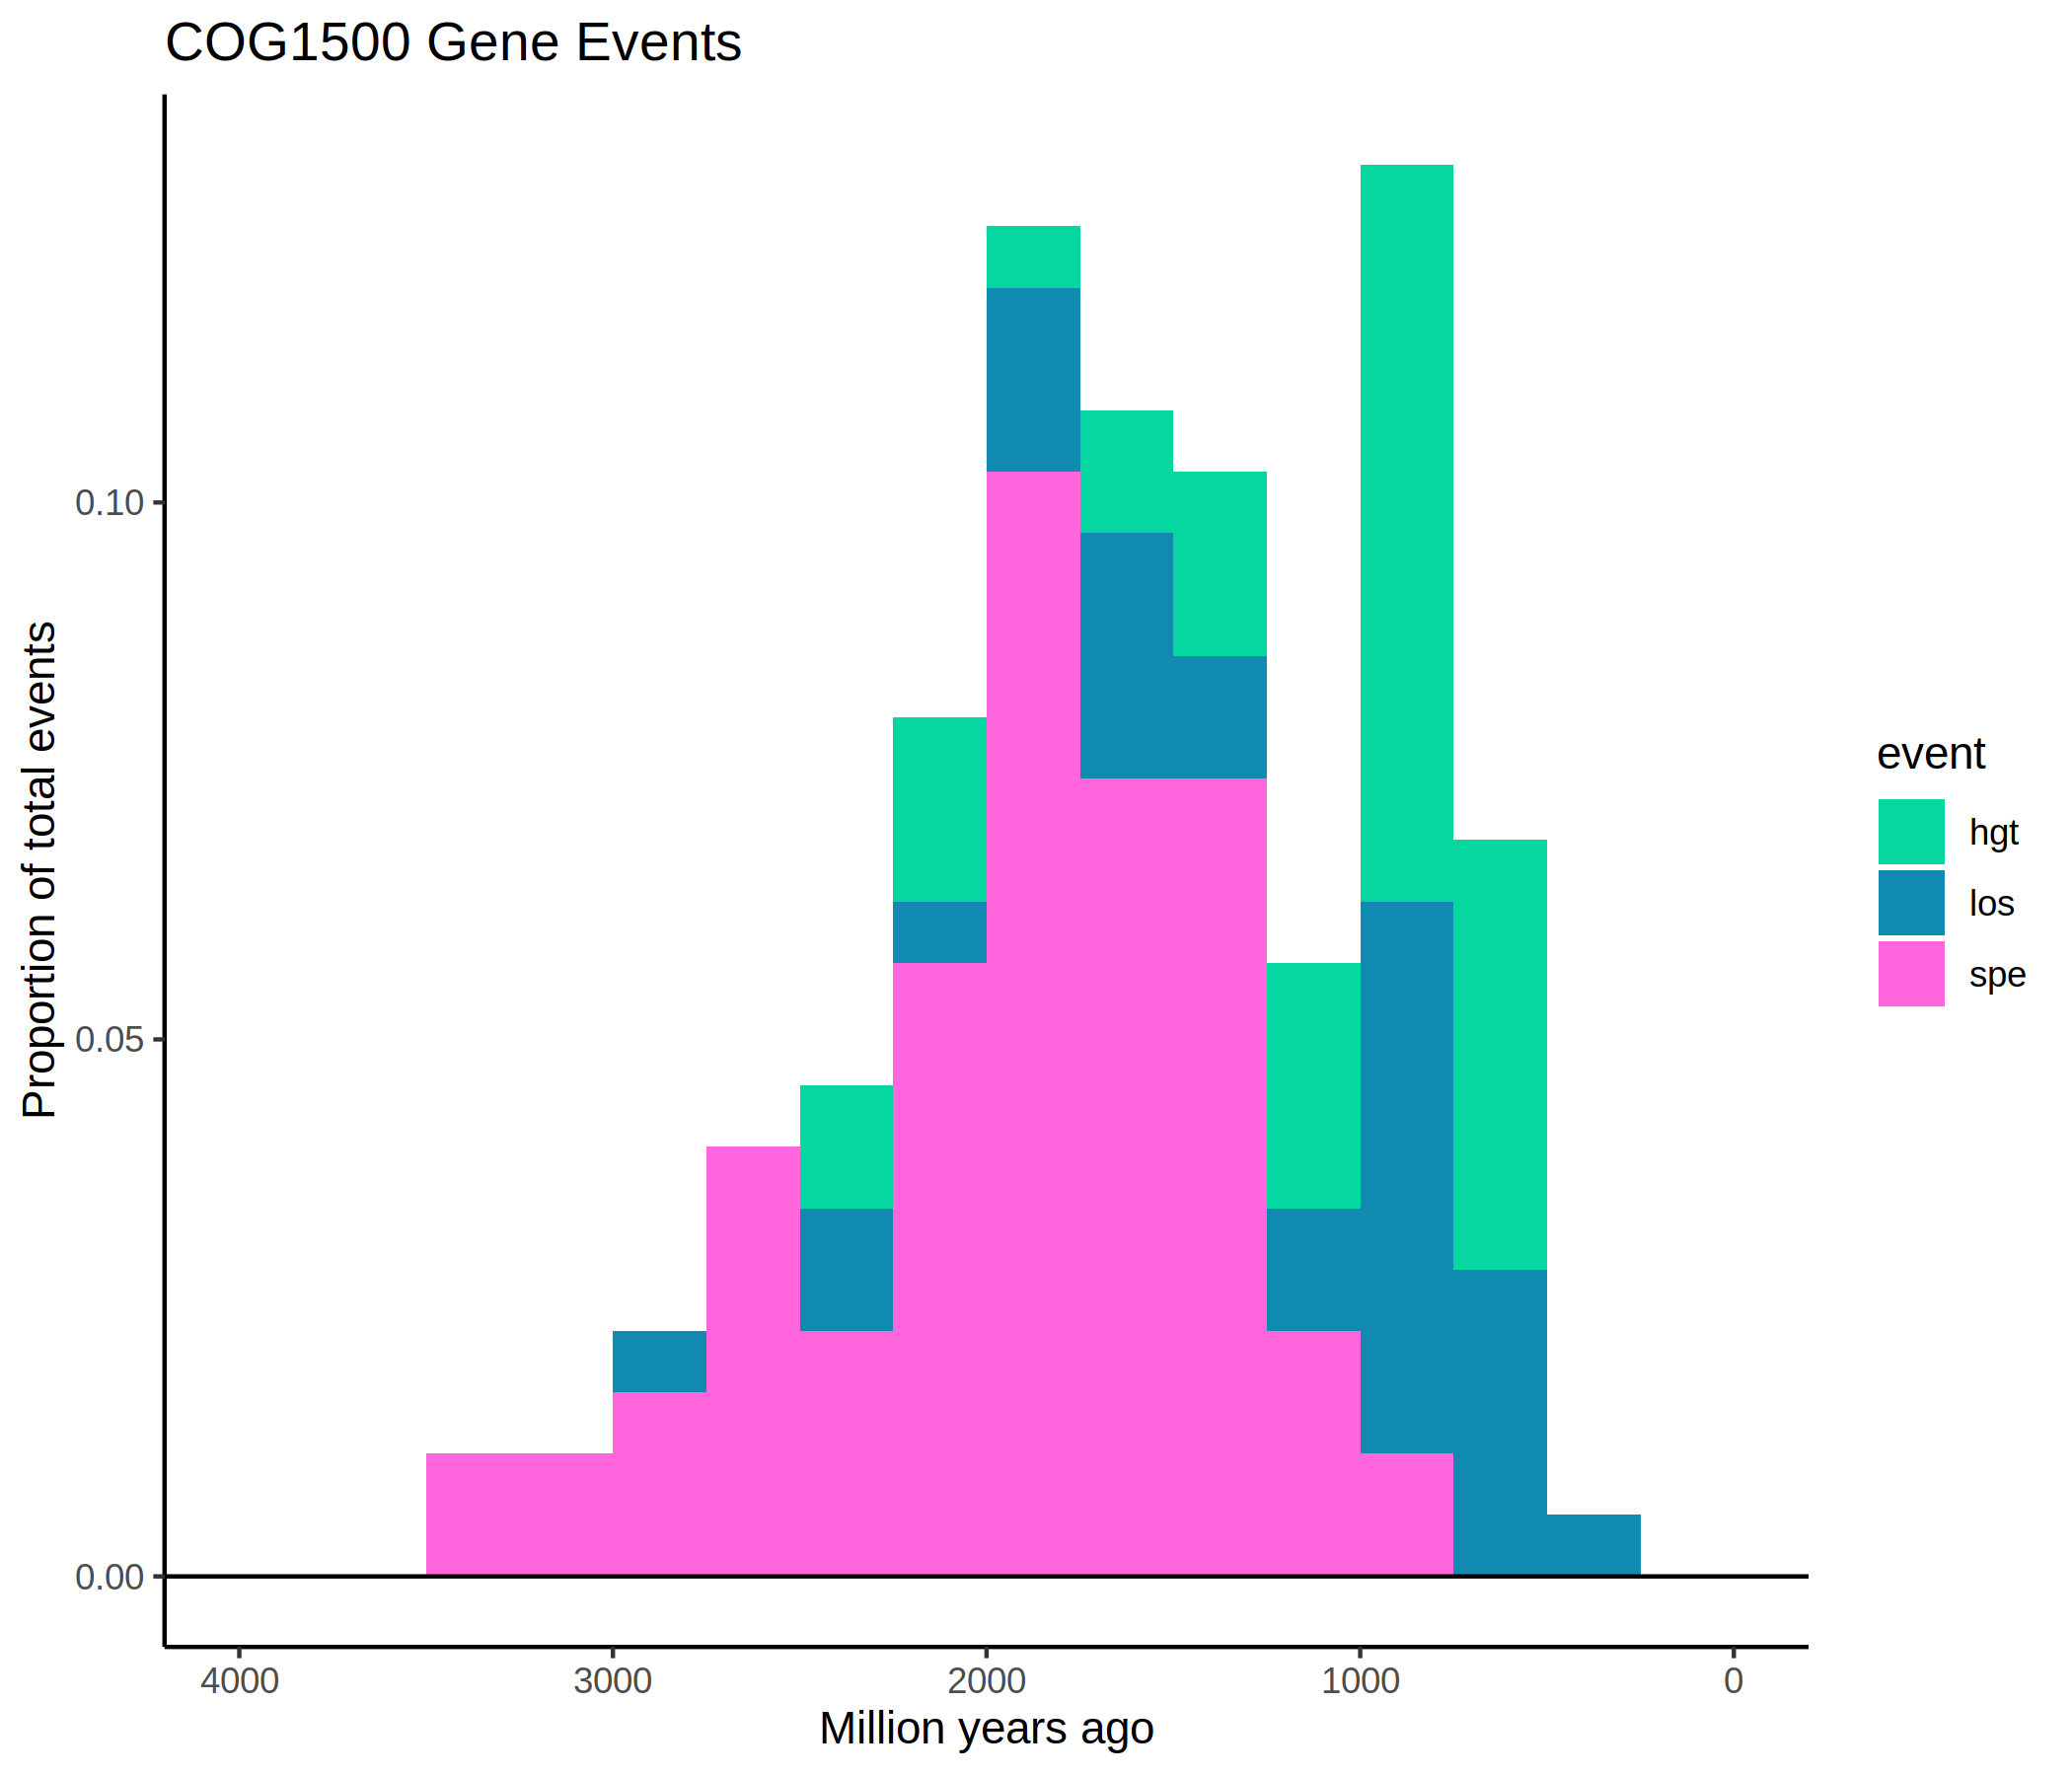 COG1500 Gene Events
Proportion of total events
0.10
0.05
0.00
4000 3000 2000 1000 0
Million years ago
event
hgt
los
spe